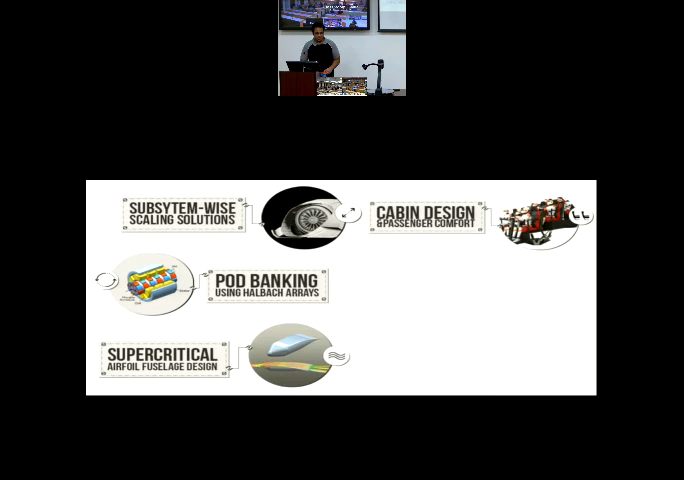 SUBSYTEM-WISE
SCALING SOLUTIONS
CABIN DESIGN
&PASSENGER COMFORT
POD BANKING
USING HALBACH ARRAYS
SUPERCRITICAL
AIRFOIL FUSELAGE DESIGN